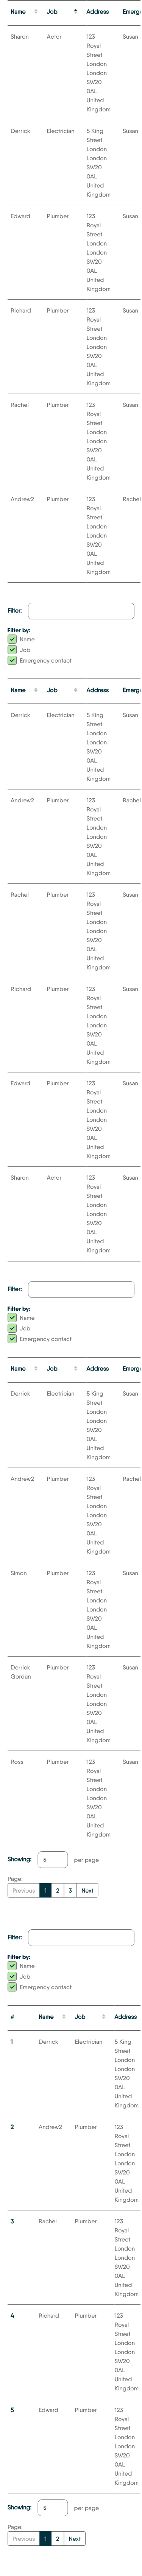 Name Job Address Emerg
Sharon Actor 123 Susan
Royal
Street
London
London
SW20
0AL
United
Kingdom
Derrick Electrician 5 King Susan
Street
London
London
SW20
0AL
United
Kingdom
Edward Plumber 123 Susan
Royal
Street
London
London
SW20
0AL
United
Kingdom
Richard Plumber 123 Susan
Royal
Street
London
London
SW20
0AL
United
Kingdom
Rachel Plumber 123 Susan
Royal
Street
London
London
SW20
0AL
United
Kingdom
Andrew2 Plumber 123 Rachel
Royal
Street
London
London
SW20
0AL
United
Kingdom
Filter:
Filter by:
Name
Job
Emergency contact
Name Job Address Emerg
Derrick Electrician 5 King Susan
Street
London
London
SW20
0AL
United
Kingdom
Andrew2 Plumber 123 Rachel
Royal
Street
London
London
SW20
0AL
United
Kingdom
Rachel Plumber 123 Susan
Royal
Street
London
London
SW20
0AL
United
Kingdom
Richard Plumber 123 Susan
Royal
Street
London
London
SW20
0AL
United
Kingdom
Edward Plumber 123 Susan
Royal
Street
London
London
SW20
0AL
United
Kingdom
Sharon Actor 123 Susan
Royal
Street
London
London
SW20
0AL
United
Kingdom
Filter:
Filter by:
Name
Job
Emergency contact
Name Job Address Emerg
Derrick Electrician 5 King Susan
Street
London
London
SW20
0AL
United
Kingdom
Andrew2 Plumber 123 Rachel
Royal
Street
London
London
SW20
0AL
United
Kingdom
Simon Plumber 123 Susan
Royal
Street
London
London
SW20
0AL
United
Kingdom
Derrick Plumber 123 Susan
Gordan Royal
Street
London
London
SW20
0AL
United
Kingdom
Ross Plumber 123 Susan
Royal
Street
London
London
SW20
0AL
United
Kingdom
Showing: 5 per page
Page:
Previous 1 2 3 Next
Filter:
Filter by:
Name
Job
Emergency contact
# Name Job Address
1 Derrick Electrician 5 King
Street
London
London
SW20
0AL
United
Kingdom
2 Andrew2 Plumber 123
Royal
Street
London
London
SW20
0AL
United
Kingdom
3 Rachel Plumber 123
Royal
Street
London
London
SW20
0AL
United
Kingdom
4 Richard Plumber 123
Royal
Street
London
London
SW20
0AL
United
Kingdom
5 Edward Plumber 123
Royal
Street
London
London
SW20
0AL
United
Kingdom
Showing: 5 per page
Page:
Previous 1 2 Next